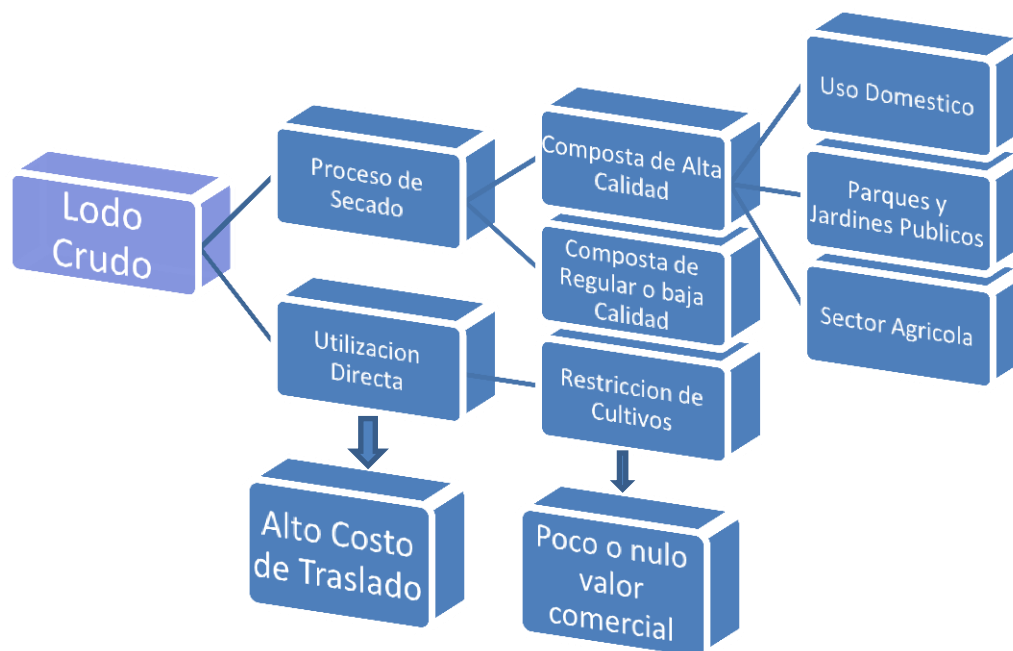 Lodo
Crudo
Proceso de
Secado
Utilizacion
Directa
Alto Costo
de Traslado
Composta de Alta
Calidad
Composta de
Regular o baja
Calidad
Restriccion de
Cultivos
Poco o nulo
valor
comercial
Uso Domestico
Parques y
Jardines Publicos
Sector Agricola